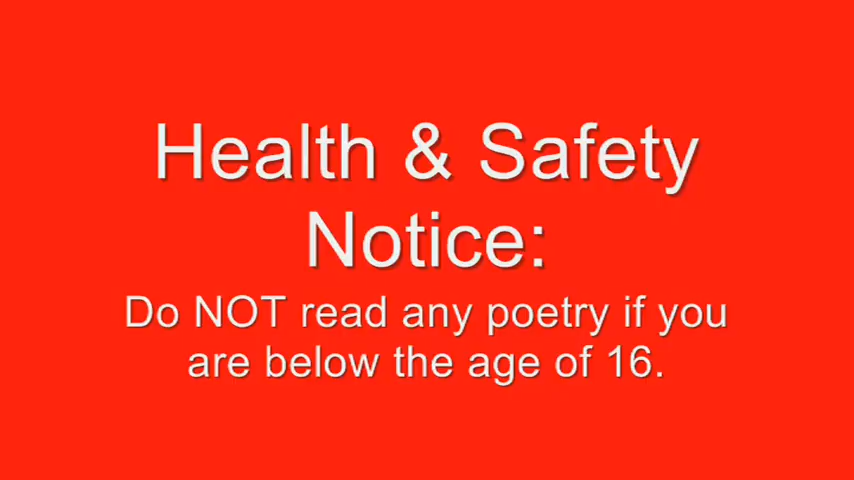 Health & Safety
Notice:
Do NOT read any poetry if you
are below the age of 16.